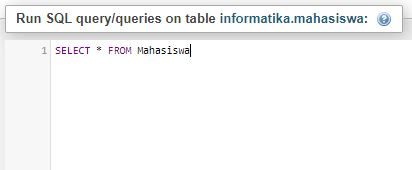 Run SQL query/queries on table informatika.mahasiswa:
1 SELECT * FROM Mahasiswa